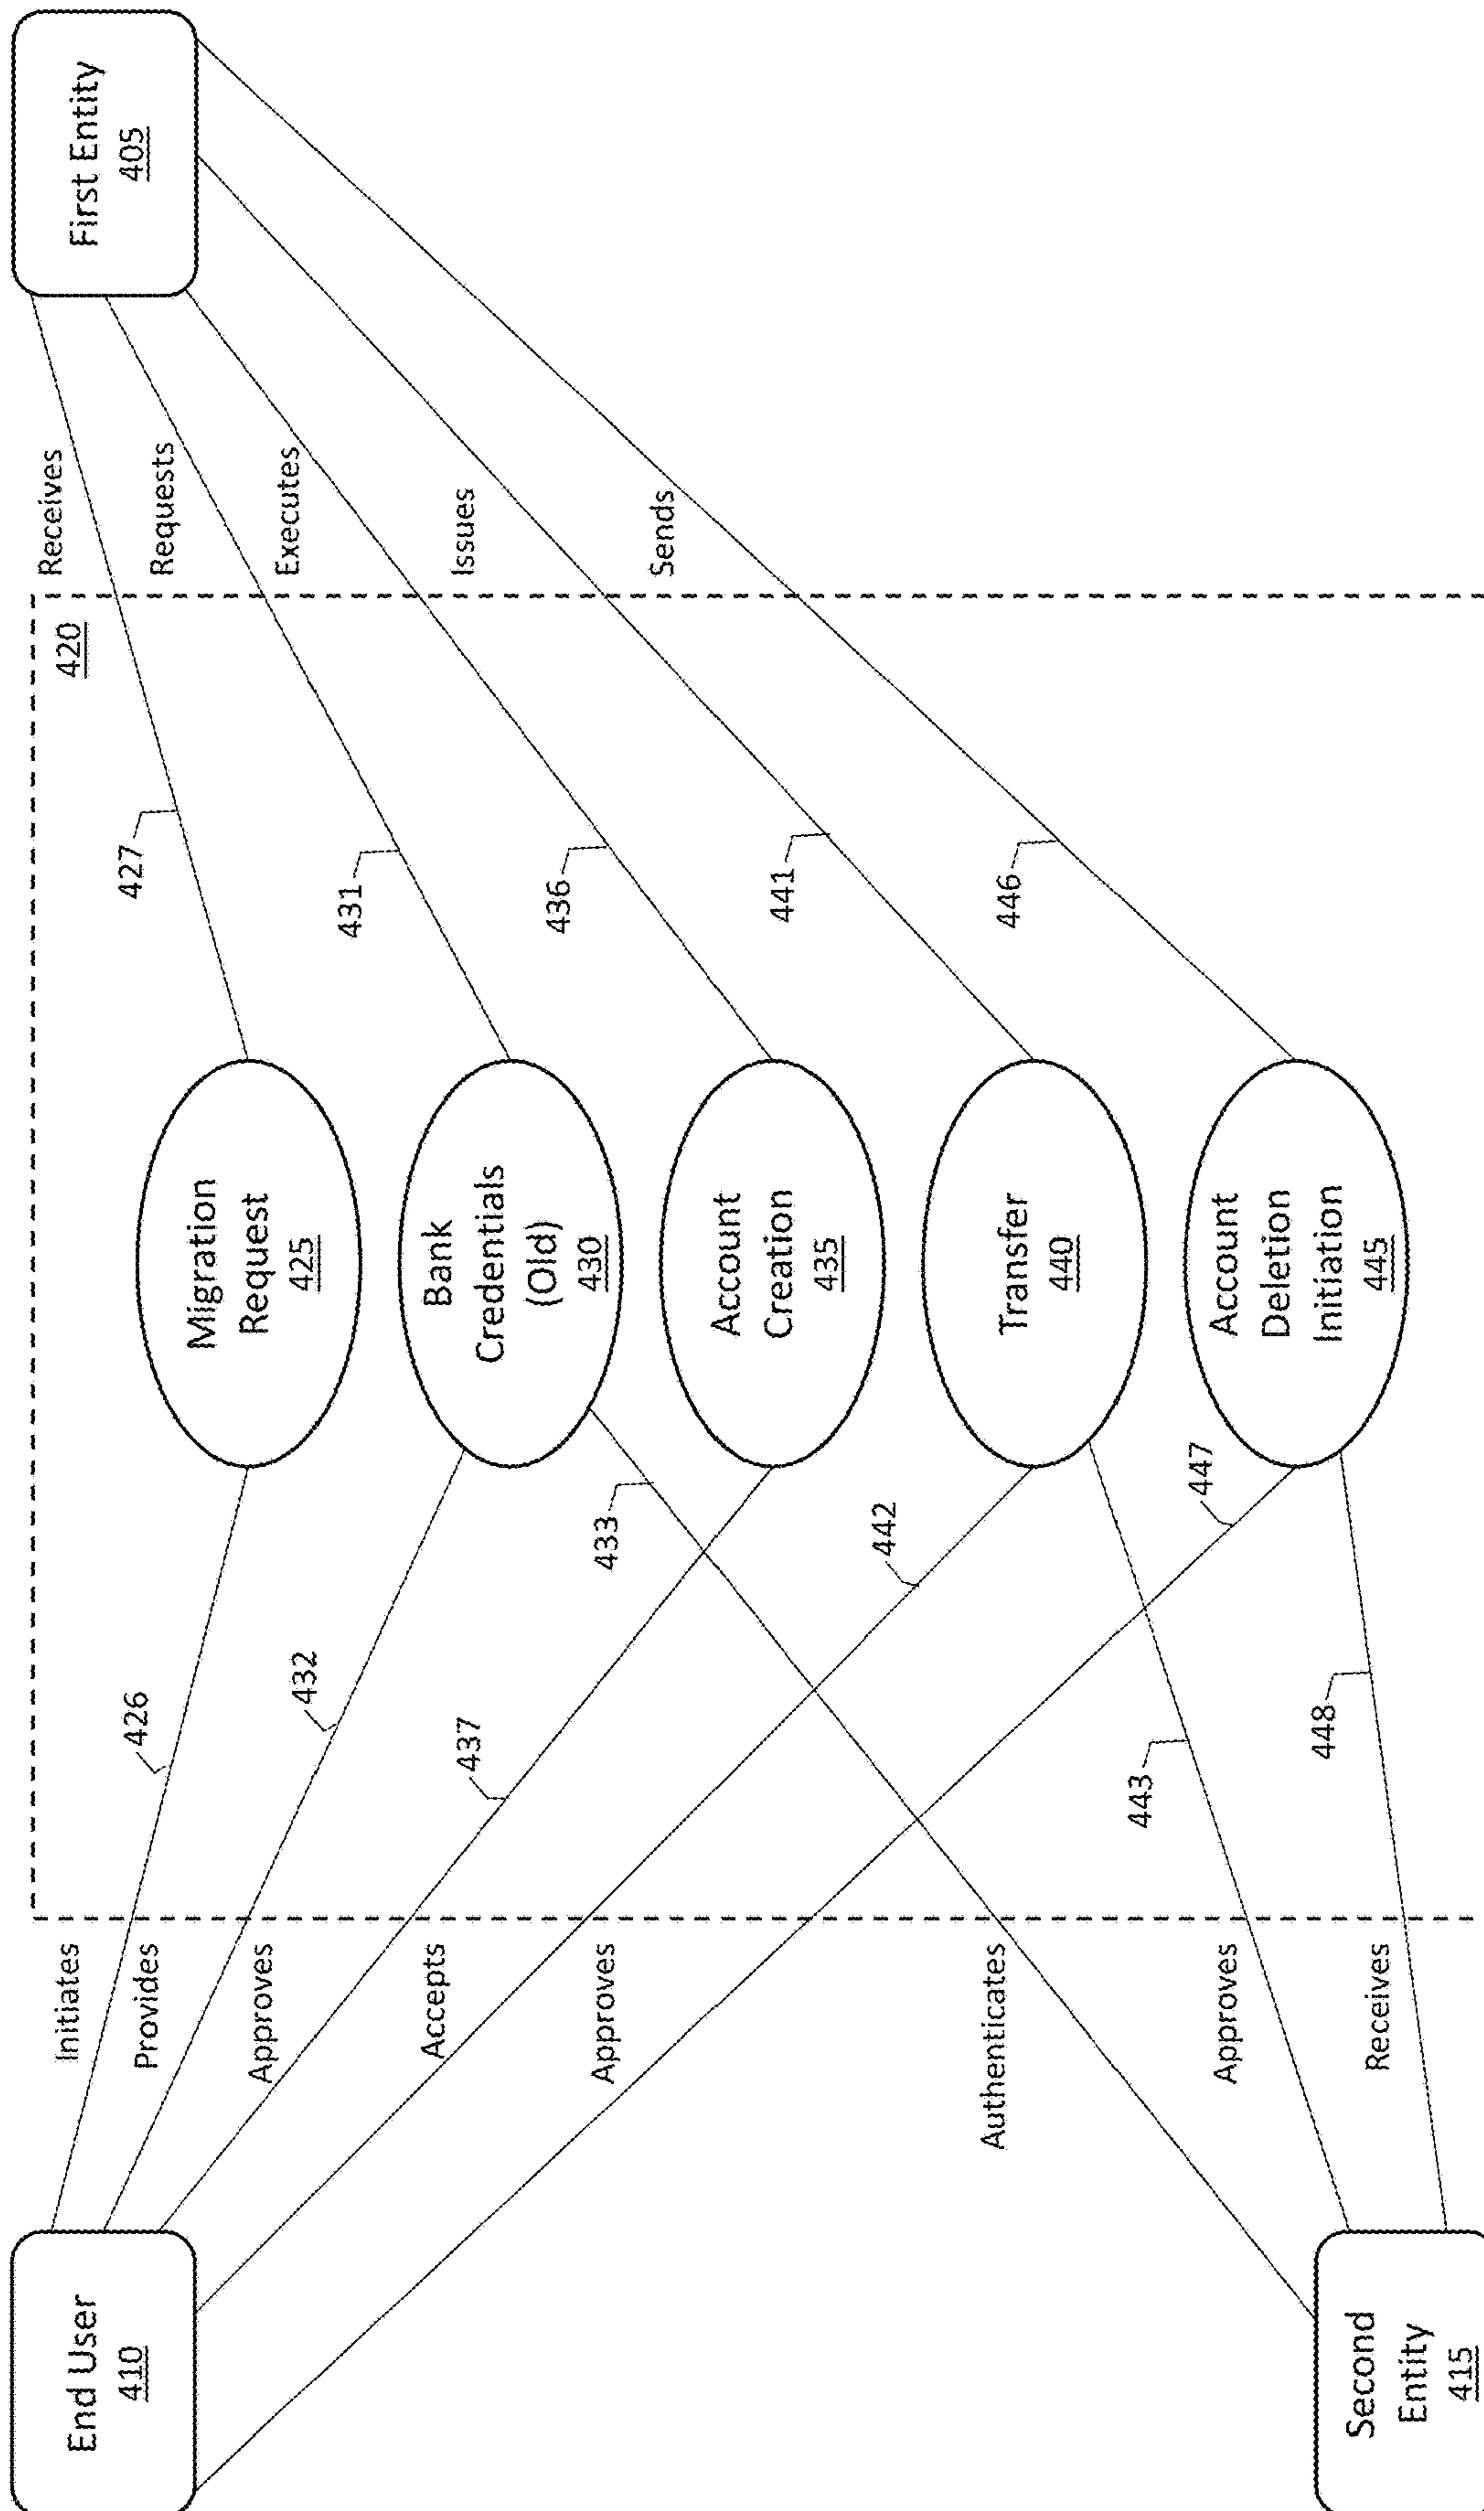 End User
410
First Entity
405
Second
Entity
415
420
Initiates
Provides
Approves
Accepts
Approves
Authenticates
Approves
Receives
Receives
Requests
Executes
Issues
Sends
Migration
Request
425
Bank
Credentials
(Old)
430
Account
Creation
435
Transfer
440
Account
Deletion
Initiation
445
426
432
437
433
442
447
443
448
427
431
436
441
446